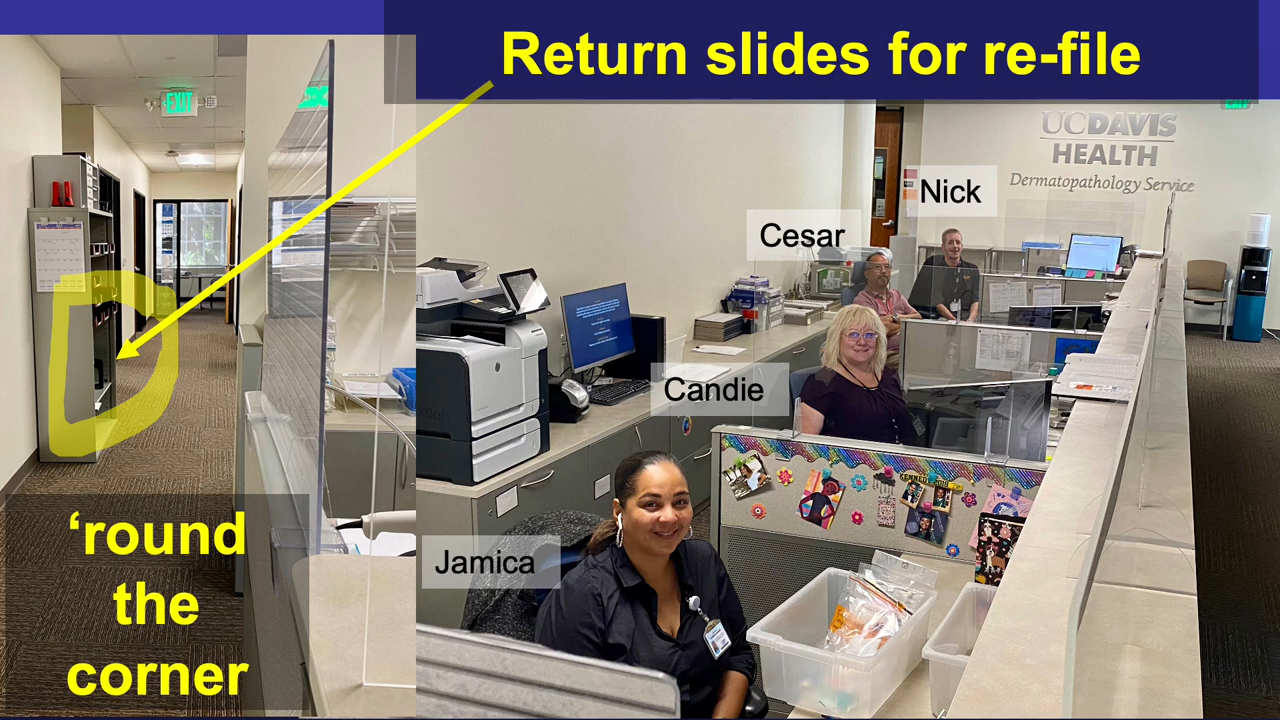 Return slides for re-file
EXIT
UCDAVIS
HEALTH
Dermatopathology Service
Nick
Cesar
Candie
Jamica
‘round
the
corner